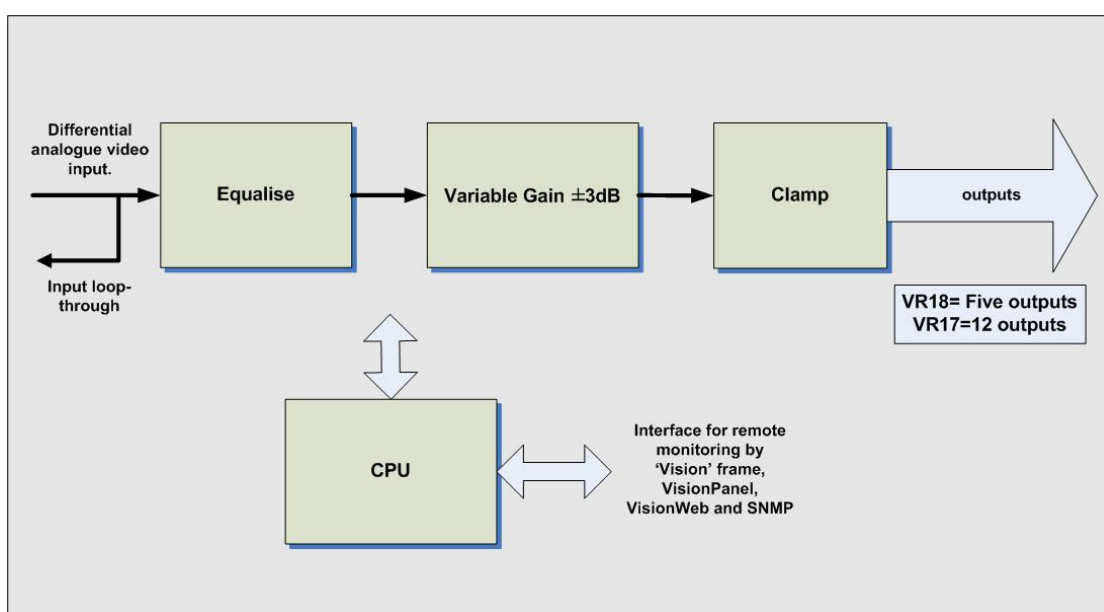 Differential
analogue video
input.
Equalise
Variable Gain ±3dB
Clamp
outputs
Input loop-
through
VR18= Five outputs
VR17=12 outputs
CPU
Interface for remote
monitoring by
‘Vision’ frame,
VisionPanel,
VisionWeb and SNMP